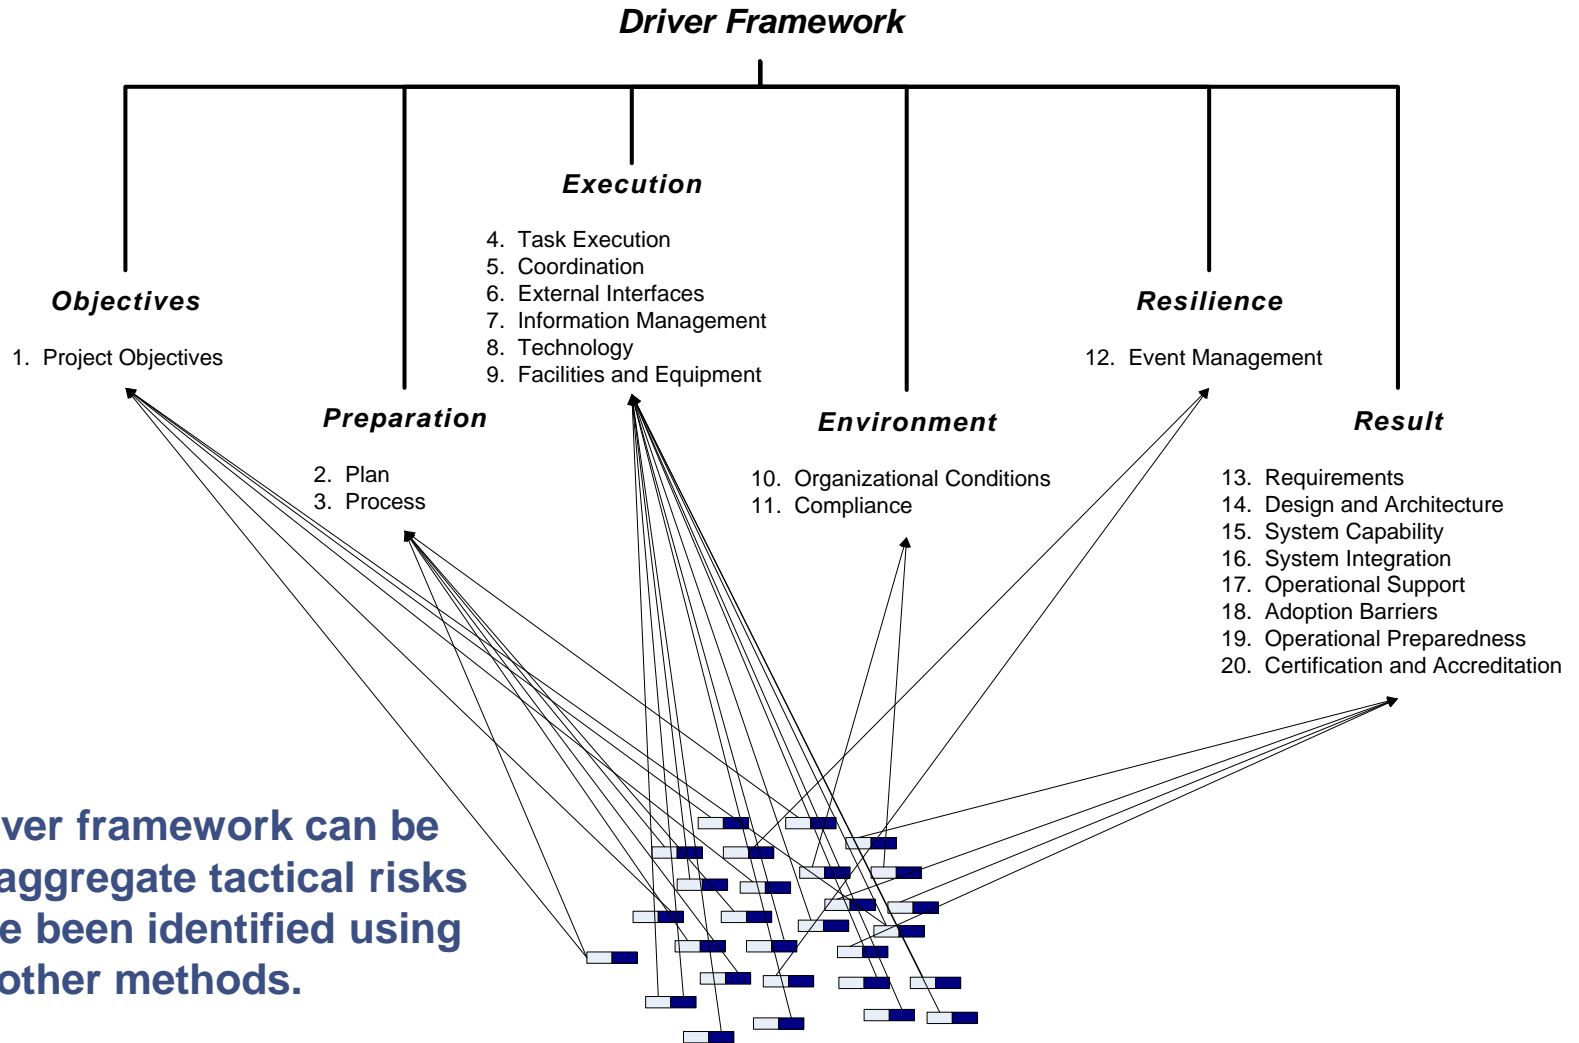 Driver Framework
Execution
4. Task Execution
5. Coordination
6. External Interfaces
7. Information Management
8. Technology
9. Facilities and Equipment
Objectives
1. Project Objectives
Resilience
12. Event Management
Preparation
2. Plan
3. Process
Environment
10. Organizational Conditions
11. Compliance
Result
13. Requirements
14. Design and Architecture
15. System Capability
16. System Integration
17. Operational Support
18. Adoption Barriers
19. Operational Preparedness
20. Certification and Accreditation
framework can be
aggregate tactical risks
been identified using
other methods.